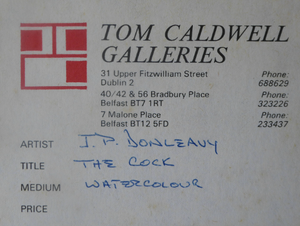 TOM CALDWELL
GALLERIES
31 Upper Fitzwilliam Street Phone:
Dublin 2 688629
40/42 & 56 Bradbury Place Phone:
Belfast BT7 1RT 323226
7 Malone Place Phone:
Belfast BT12 5FD 233437
ARTIST J.P. DONLEAVY
TITLE THE COCK
MEDIUM WATERCOLOUR
PRICE